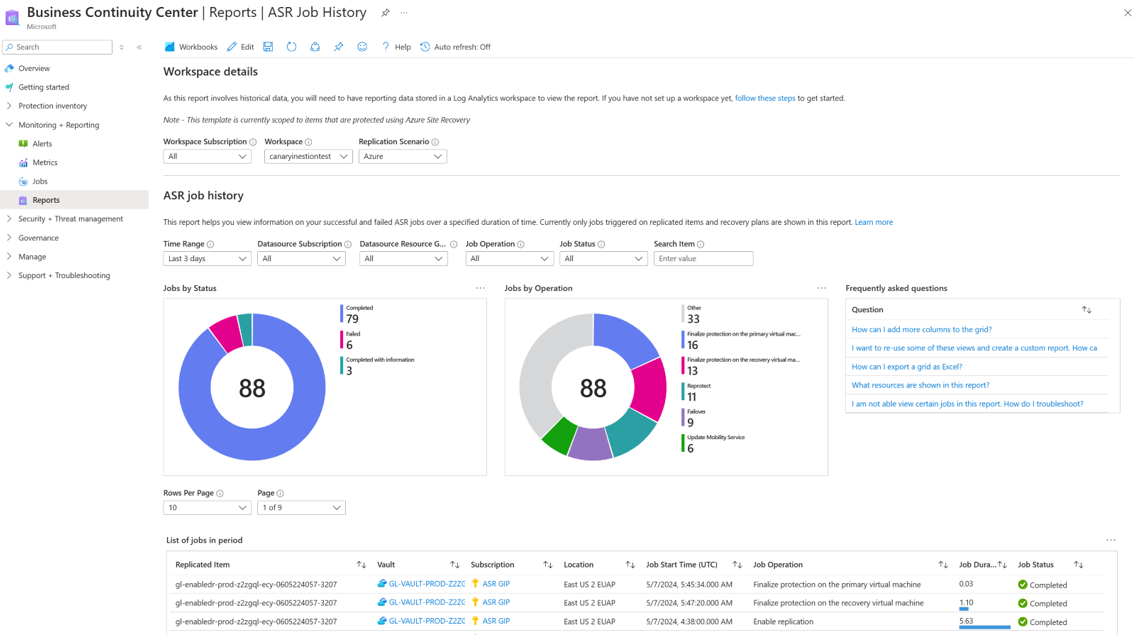 Business Continuity Center | Reports | ASR Job History
Microsoft
Search
Workbooks Edit Help Auto refresh: Off
Overview
Getting started
Protection inventory
Monitoring + Reporting
Alerts
Metrics
Jobs
Reports
Security + Threat management
Governance
Manage
Support + Troubleshooting
Workspace details
As this report involves historical data, you will need to have reporting data stored in a Log Analytics workspace to view the report. If you have not set up a workspace yet, follow these steps to get started.
Note - This template is currently scoped to items that are protected using Azure Site Recovery
Workspace Subscription Workspace Replication Scenario
All canaryinestiontest Azure
ASR job history
This report helps you view information on your successful and failed ASR jobs over a specified duration of time. Currently only jobs triggered on replicated items and recovery plans are shown in this report. Learn more
Time Range Datasource Subscription Datasource Resource G... Job Operation Job Status Search Item
Last 3 days All All All All Enter value
Jobs by Status
88
Completed
79
Failed
6
Completed with information
3
Jobs by Operation
88
Other
33
Finalize protection on the primary virtual mac...
16
Finalize protection on the recovery virtual ma...
13
Reprotect
11
Failover
9
Update Mobility Service
6
Frequently asked questions
Question
How can I add more columns to the grid?
I want to re-use some of these views and create a custom report. How ca
How can I export a grid as Excel?
What resources are shown in this report?
I am not able view certain jobs in this report. How do I troubleshoot?
Rows Per Page Page
10 1 of 9
List of jobs in period
Replicated Item Vault Subscription Location Job Start Time (UTC) Job Operation Job Dura... Job Status
gl-enabledr-prod-z2zgql-ecy-0605224057-3207 GL-VAULT-PROD-Z2ZG ASR GIP East US 2 EUAP 5/7/2024, 5:45:34.000 AM Finalize protection on the primary virtual machine 0.03 Completed
gl-enabledr-prod-z2zgql-ecy-0605224057-3207 GL-VAULT-PROD-Z2ZG ASR GIP East US 2 EUAP 5/7/2024, 5:47:20.000 AM Finalize protection on the recovery virtual machine 1.10 Completed
gl-enabledr-prod-z2zgql-ecy-0605224057-3207 GL-VAULT-PROD-Z2ZG ASR GIP East US 2 EUAP 5/7/2024, 4:38:00.000 AM Enable replication 5.63 Completed